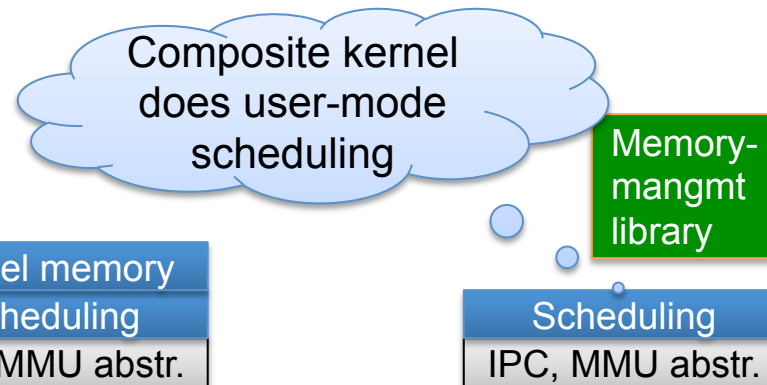 Composite kernel
does user-mode
scheduling
Memory-
mangmt
library
el memory
heduling
MMU abstr.
Scheduling
IPC, MMU abstr.